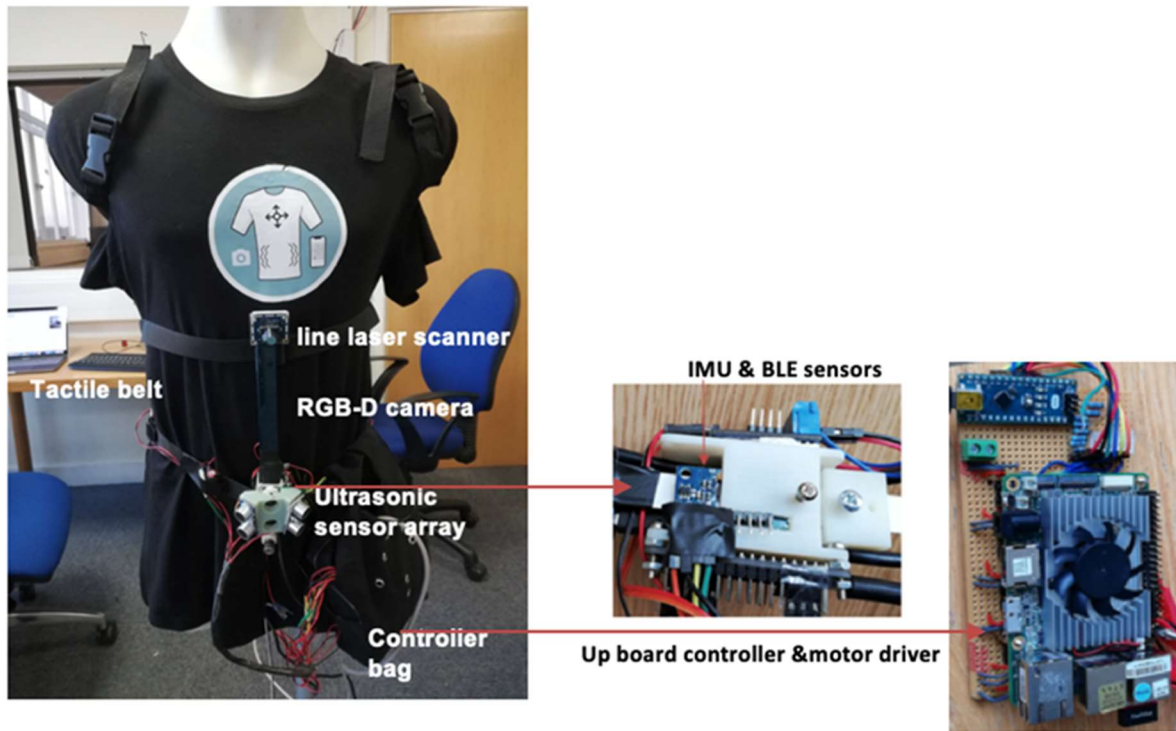 line laser scanner
Tactile belt
RGB-D camera
Ultrasonic
sensor array
Controller
bag
IMU & BLE sensors
Up board controller &motor driver